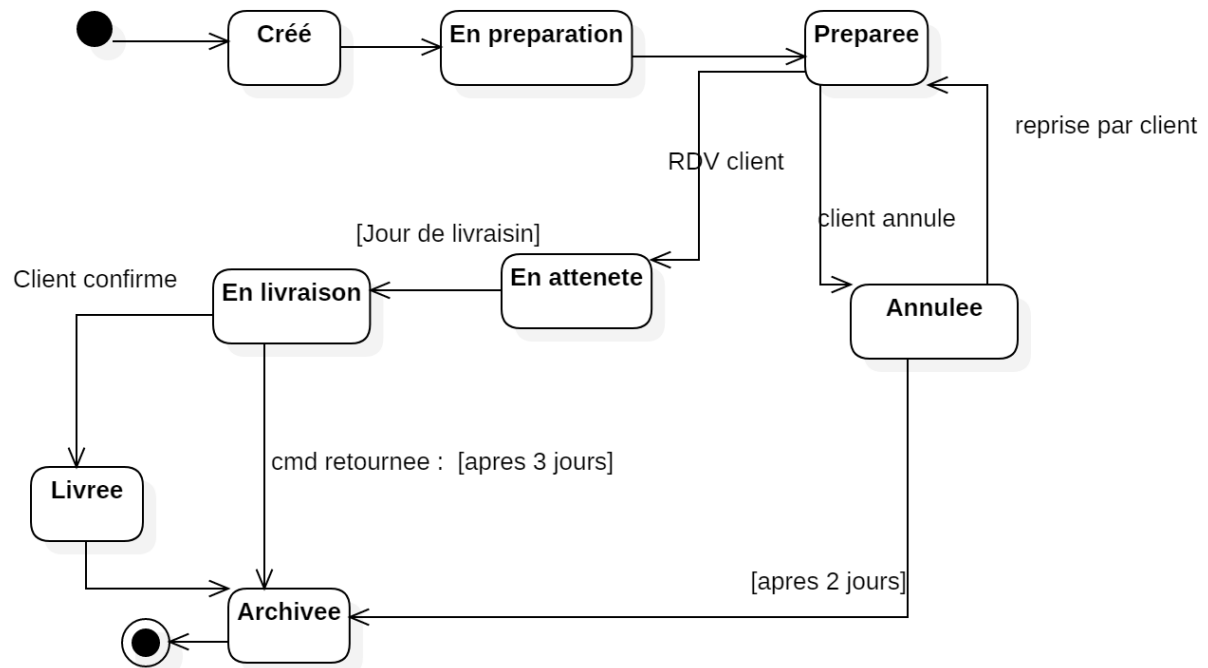 Créé
En preparation
Preparee
reprise par client
RDV client
client annule
[Jour de livraisin]
Client confirme
En livraison
En attenete
Annulee
cmd retournee :  [apres 3 jours]
Livree
[apres 2 jours]
Archivee